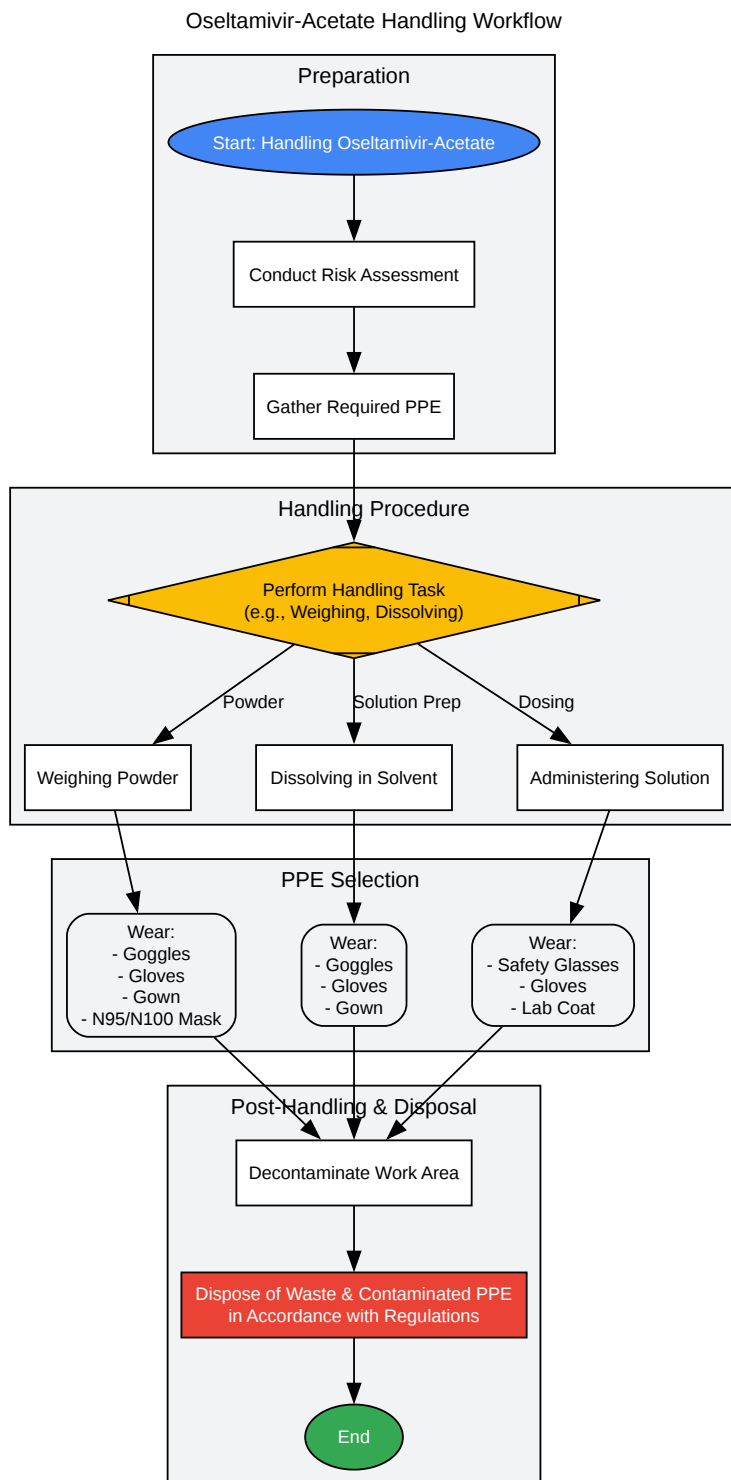 Oseltamivir-Acetate Handling Workflow
Preparation
Start: Handling Oseltamivir-Acetate
Conduct Risk Assessment
Gather Required PPE
Handling Procedure
Perform Handling Task
(e.g., Weighing, Dissolving)
Powder
Solution Prep
Dosing
Weighing Powder
Dissolving in Solvent
Administering Solution
PPE Selection
Wear:
- Goggles
- Gloves
- Gown
- N95/N100 Mask
Wear:
- Goggles
- Gloves
- Gown
Wear:
- Safety Glasses
- Gloves
- Lab Coat
Post-Handling & Disposal
Decontaminate Work Area
Dispose of Waste & Contaminated PPE
in Accordance with Regulations
End